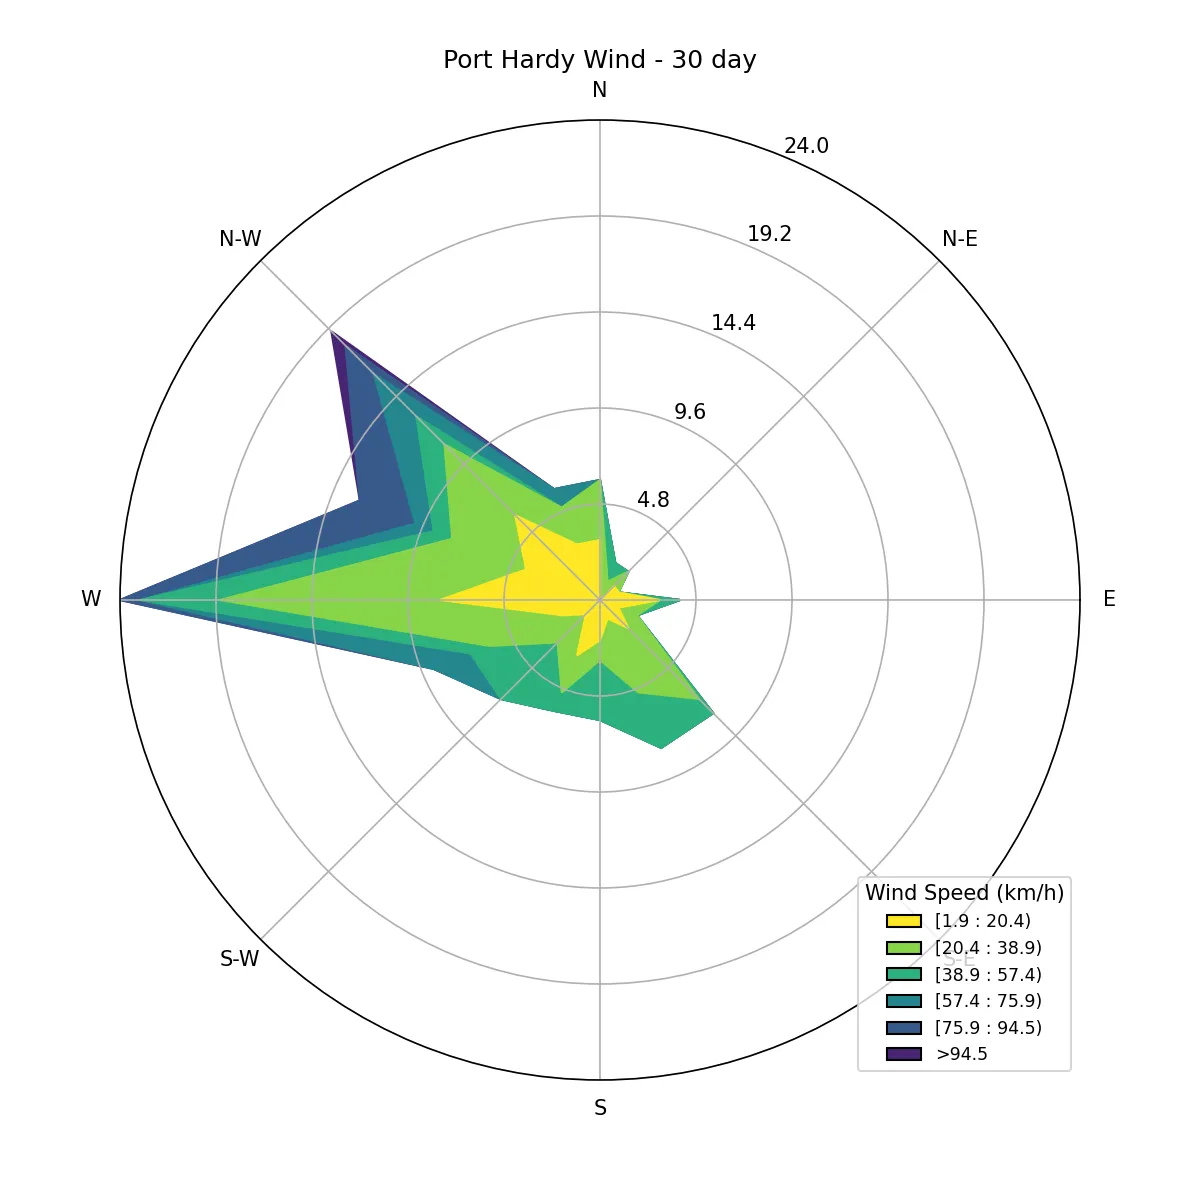 Port Hardy Wind - 30 day
N
24.0
N-W
19.2
N-E
14.4
9.6
4.8
W
E
Wind Speed (km/h)
[1.9 : 20.4)
[20.4 : 38.9)
S-W
S-E
[38.9 : 57.4)
[57.4 : 75.9)
[75.9 : 94.5)
>94.5
S